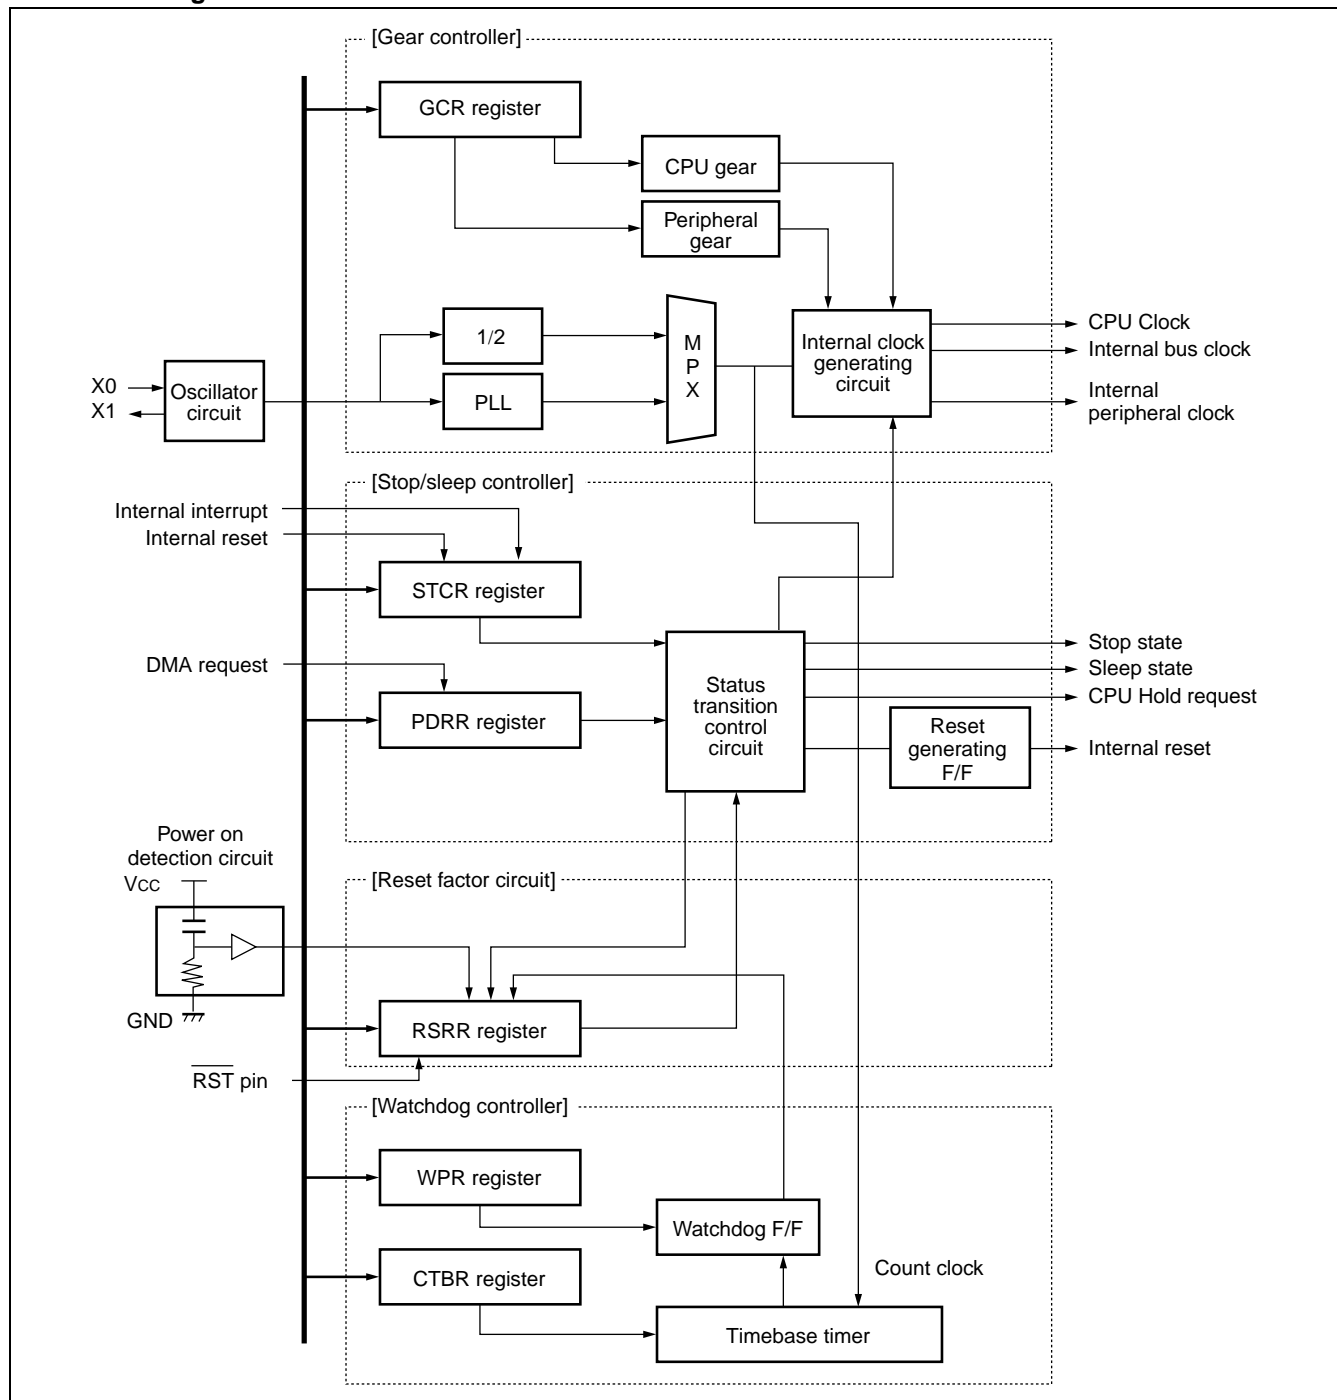 [Gear controller]
GCR register
CPU gear
Peripheral
gear
1/2
PLL
M
P
X
Internal clock
generating
circuit
CPU Clock
Internal bus clock
Internal
peripheral clock
X0
X1
Oscillator
circuit
[Stop/sleep controller]
Internal interrupt
Internal reset
STCR register
DMA request
PDRR register
Status
transition
control
circuit
Stop state
Sleep state
CPU Hold request
Reset
generating
F/F
Internal reset
Power on
detection circuit
VCC
GND
[Reset factor circuit]
RSRR register
RST pin
[Watchdog controller]
WPR register
Watchdog F/F
CTBR register
Count clock
Timebase timer